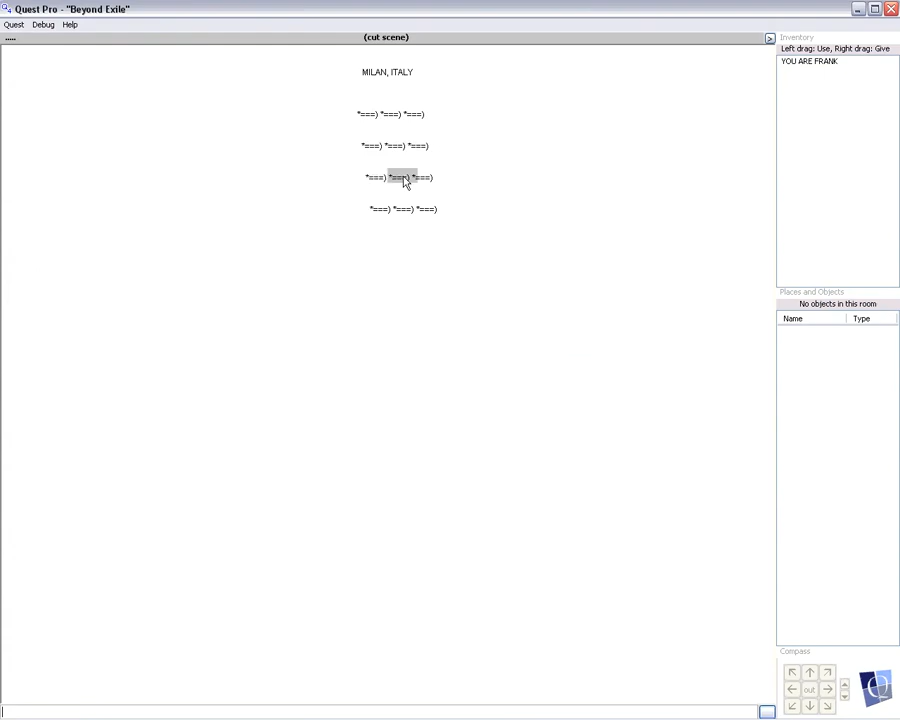 Quest Pro - "Beyond Exile"
Quest Debug Help
..... (cut scene) >
MILAN, ITALY
*===) *===) *===)
*===) *===) *===)
*===) *===) *===)
*===) *===) *===)
Inventory
Left drag: Use, Right drag: Give
YOU ARE FRANK
Places and Objects
No objects in this room
Name Type
Compass
out
Q